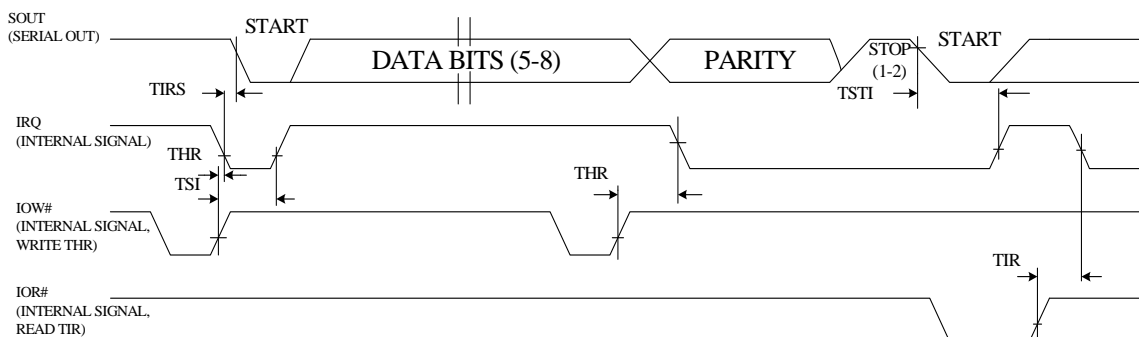 SOUT
(SERIAL OUT)
START
DATA BITS (5-8)
PARITY
STOP
(1-2)
START
TIRS
TSTI
IRQ
(INTERNAL SIGNAL)
THR
TSI
THR
IOW#
(INTERNAL SIGNAL,
WRITE THR)
TIR
IOR#
(INTERNAL SIGNAL,
READ TIR)